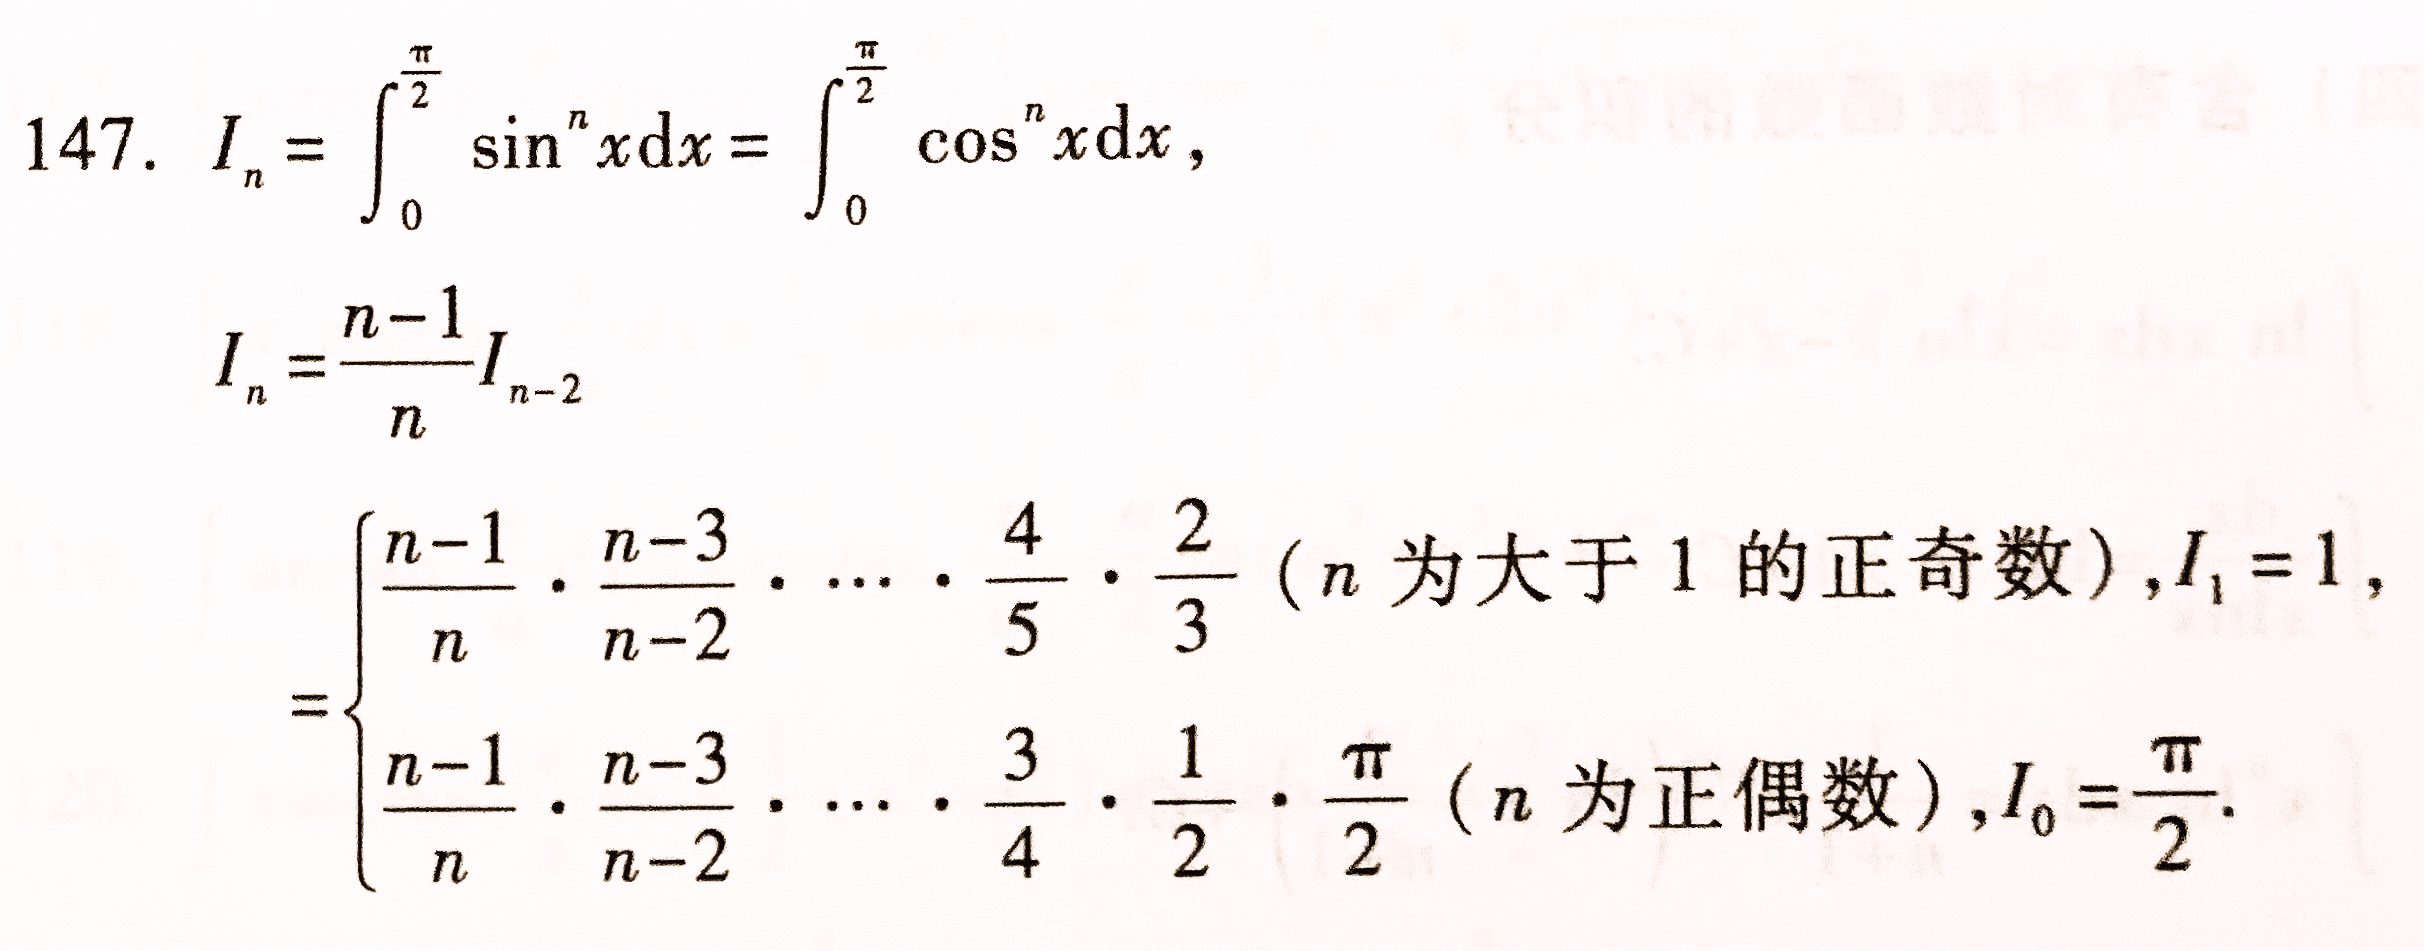 147. $I_n = \int_0^{\frac{\pi}{2}} \sin^n x\mathrm{d}x = \int_0^{\frac{\pi}{2}} \cos^n x\mathrm{d}x,$
$I_n = \frac{n-1}{n} I_{n-2}$
$= \begin{cases} \frac{n-1}{n} \cdot \frac{n-3}{n-2} \cdot \cdots \cdot \frac{4}{5} \cdot \frac{2}{3} (n 为大于 1 的正奇数), I_1 = 1, \\ \frac{n-1}{n} \cdot \frac{n-3}{n-2} \cdot \cdots \cdot \frac{3}{4} \cdot \frac{1}{2} \cdot \frac{\pi}{2} (n 为正偶数), I_0 = \frac{\pi}{2}. \end{cases}$